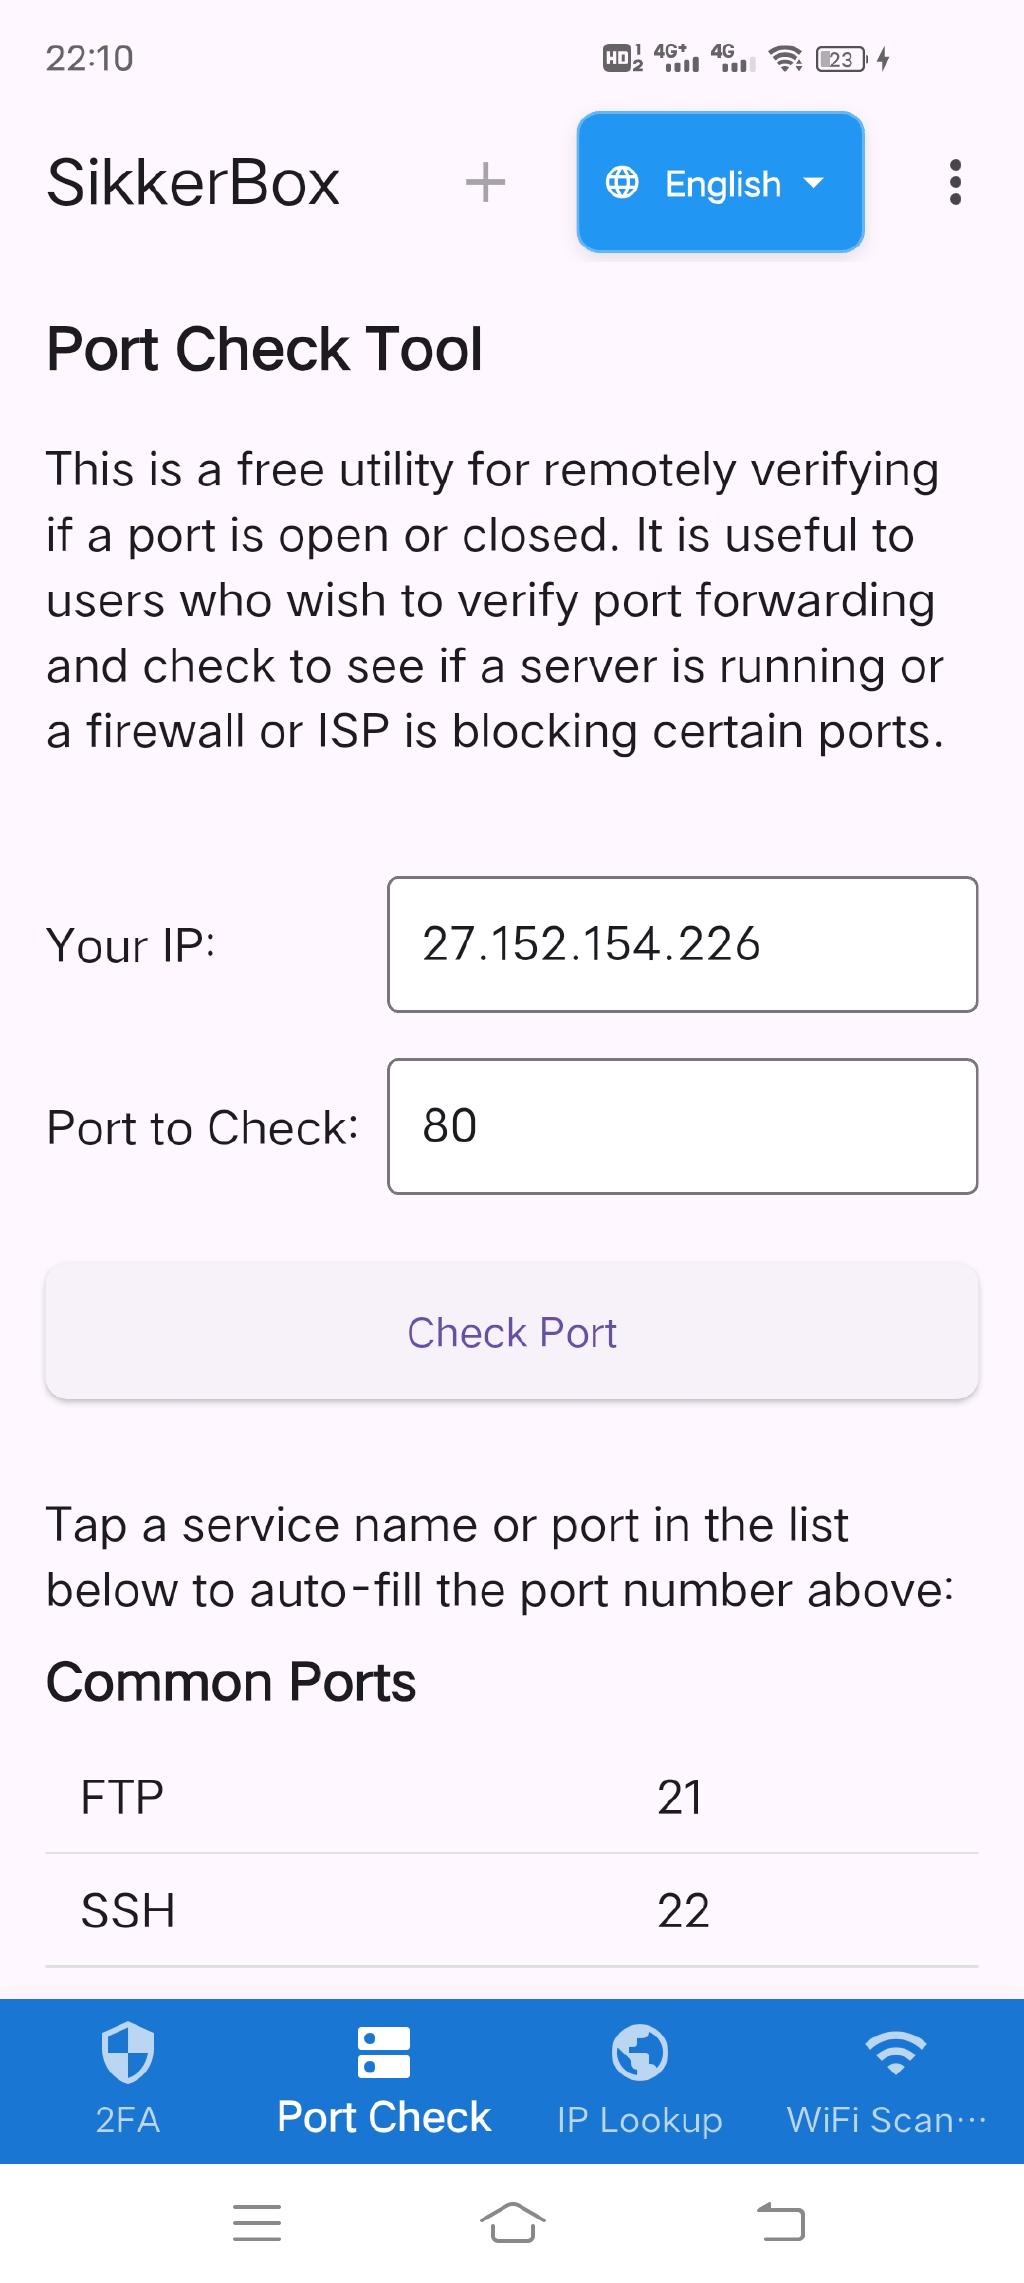 22:10
HD 1 2 4G+ 4G 23
SikkerBox + English
Port Check Tool
This is a free utility for remotely verifying
if a port is open or closed. It is useful to
users who wish to verify port forwarding
and check to see if a server is running or
a firewall or ISP is blocking certain ports.
Your IP: 27.152.154.226
Port to Check: 80
Check Port
Tap a service name or port in the list
below to auto-fill the port number above:
Common Ports
FTP 21
SSH 22
2FA Port Check IP Lookup WiFi Scan···